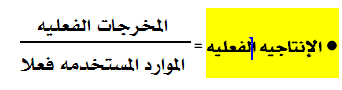 المخرجات الفعليه
● الإنتاجيه الفعليه =
الموارد المستخدمه فعلا